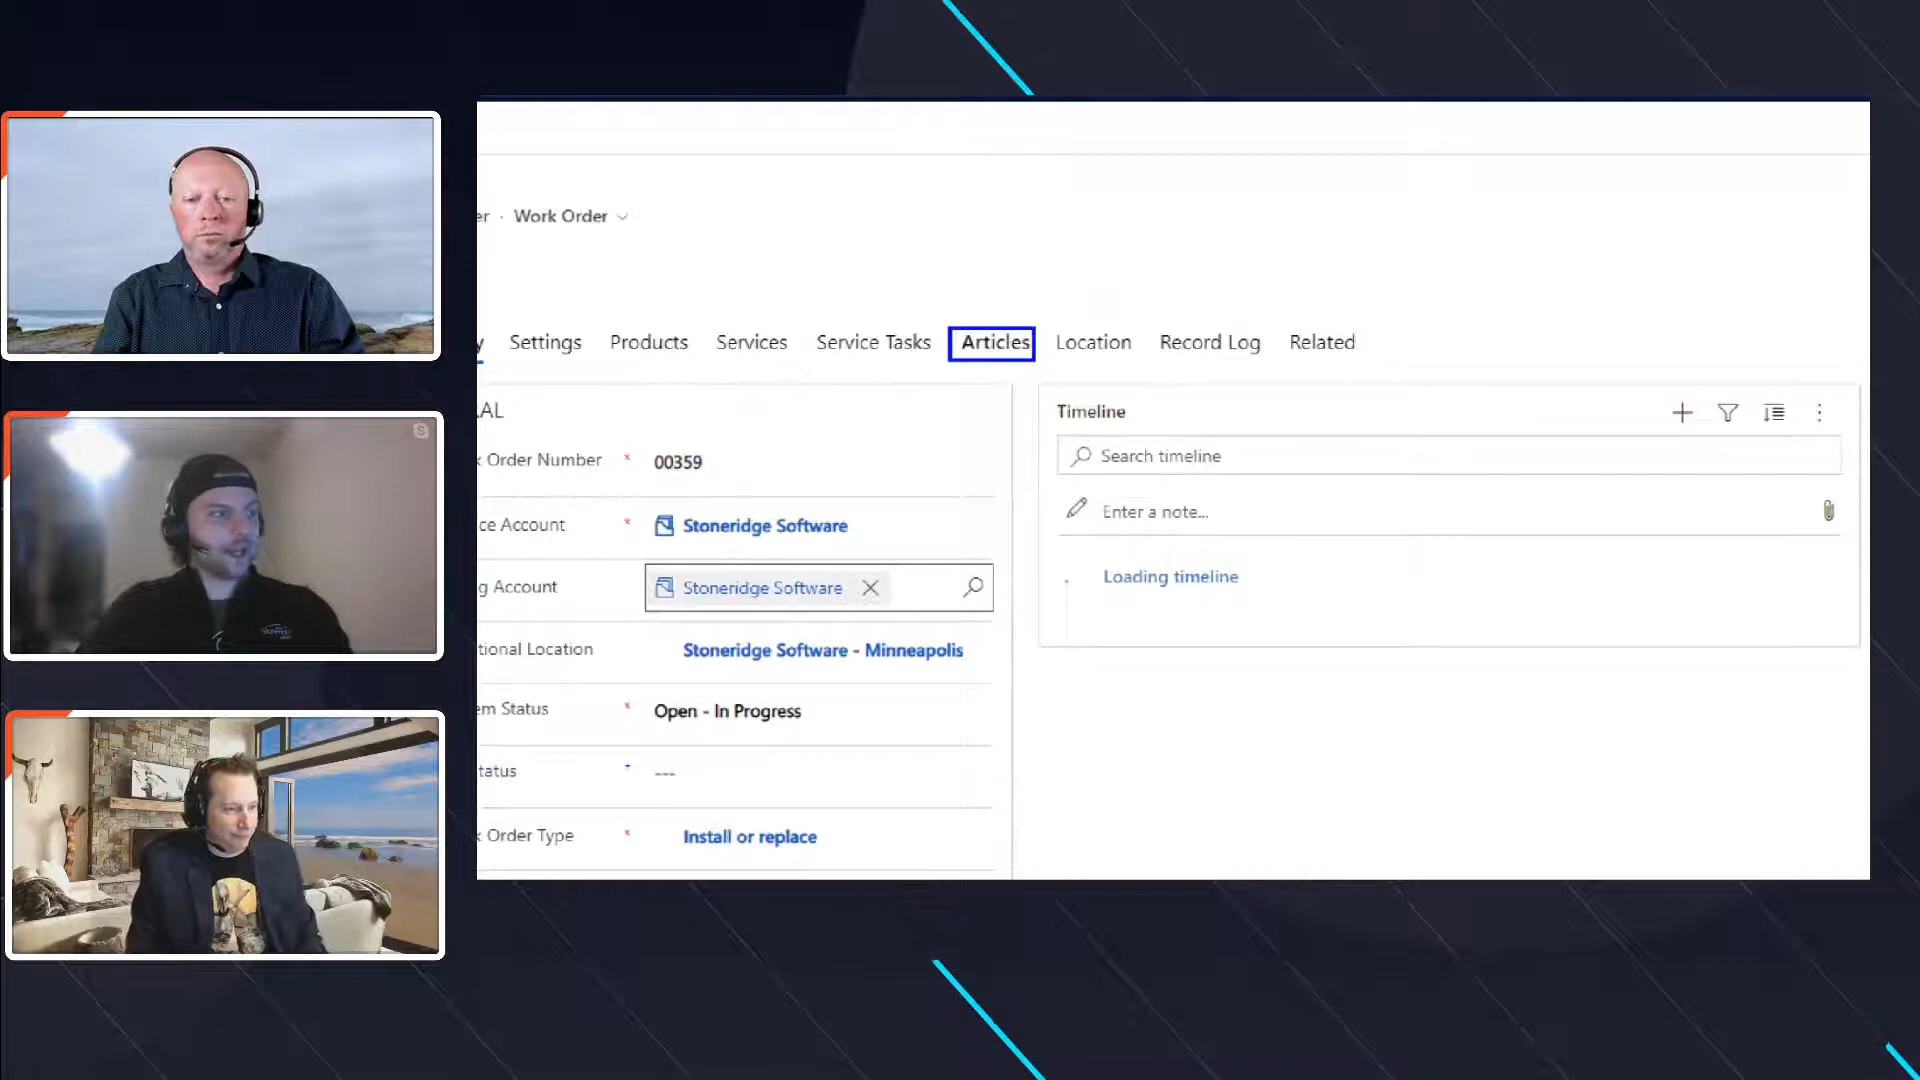 er · Work Order
y Settings Products Services Service Tasks Articles Location Record Log Related
AL
Order Number * 00359
ce Account * Stoneridge Software
g Account Stoneridge Software
tional Location Stoneridge Software - Minneapolis
em Status * Open - In Progress
tatus ---
Order Type * Install or replace
Timeline
Search timeline
Enter a note...
Loading timeline